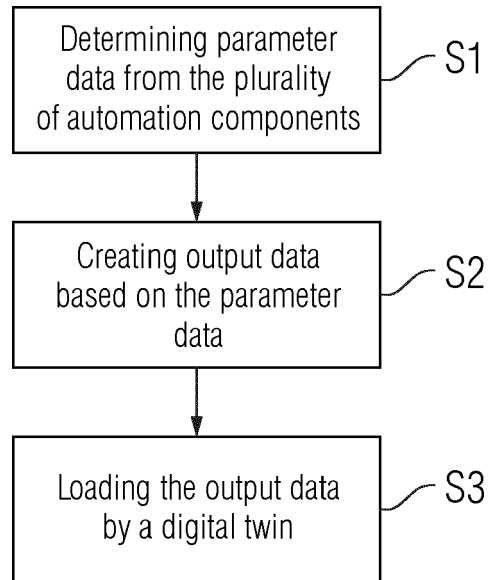 Determining parameter
data from the plurality
of automation components
S1
Creating output data
based on the parameter
data
S2
Loading the output data
by a digital twin
S3